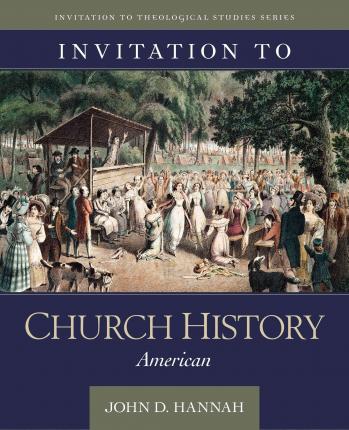 INVITATION TO THEOLOGICAL STUDIES SERIES
INVITATION TO
CHURCH HISTORY
American
JOHN D. HANNAH